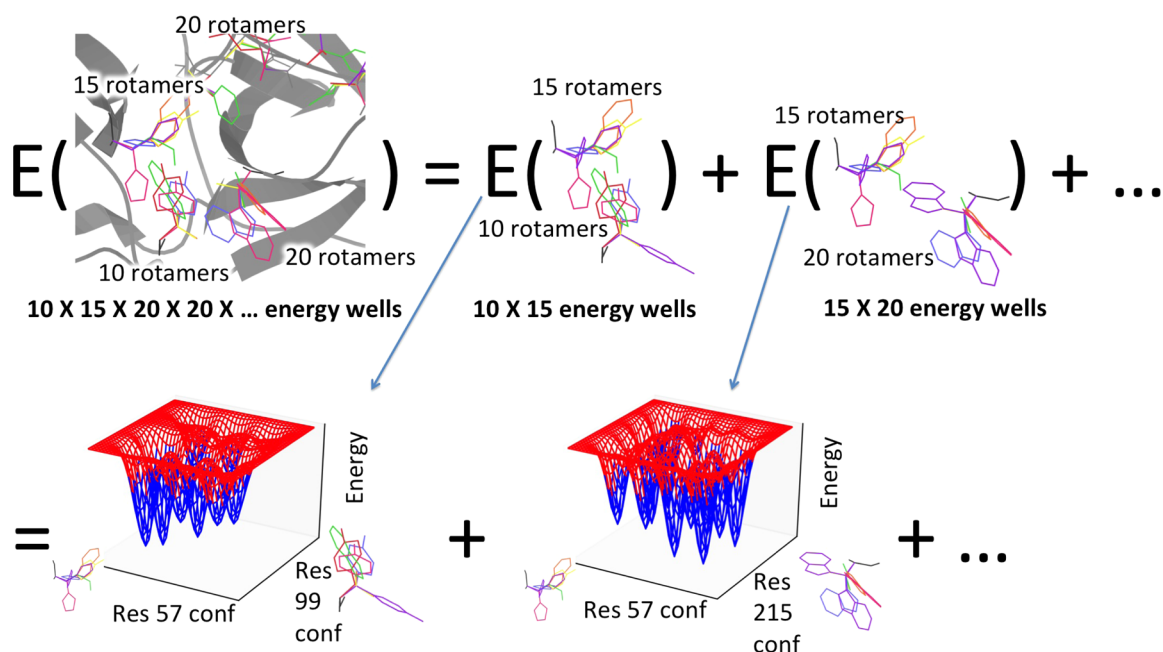 20 rotamers
15 rotamers
10 rotamers
20 rotamers
E( ) = E( ) + E( ) + ...
15 rotamers
10 rotamers
15 rotamers
20 rotamers
10 X 15 X 20 X 20 X ... energy wells
10 X 15 energy wells
15 X 20 energy wells
=
Energy
Res 57 conf
Res
99
conf
+
Energy
Res 57 conf
Res
215
conf
+ ...